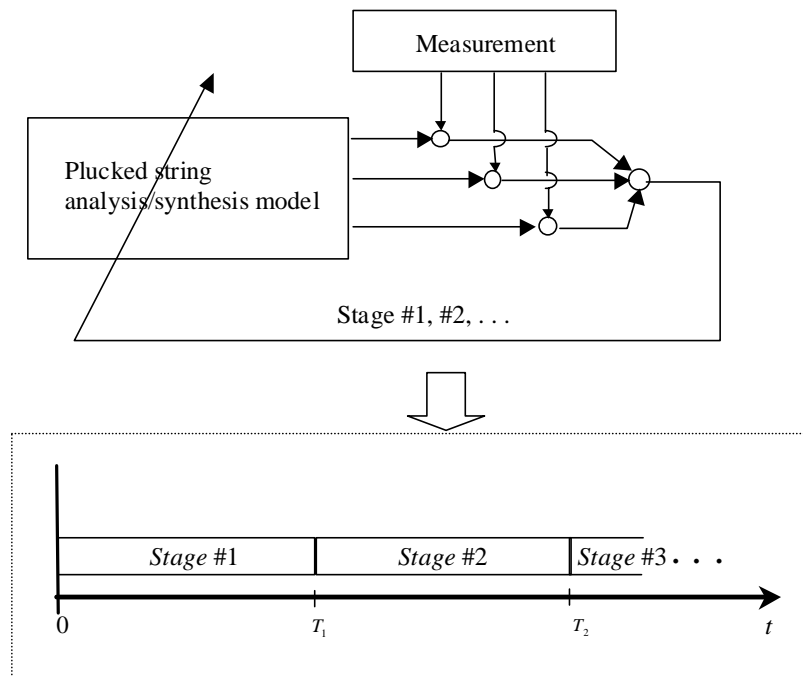 Measurement
Plucked string
analysis/synthesis model
Stage #1, #2, . . .
Stage #1
Stage #2
Stage #3 . . .
0
T₁
T₂
t